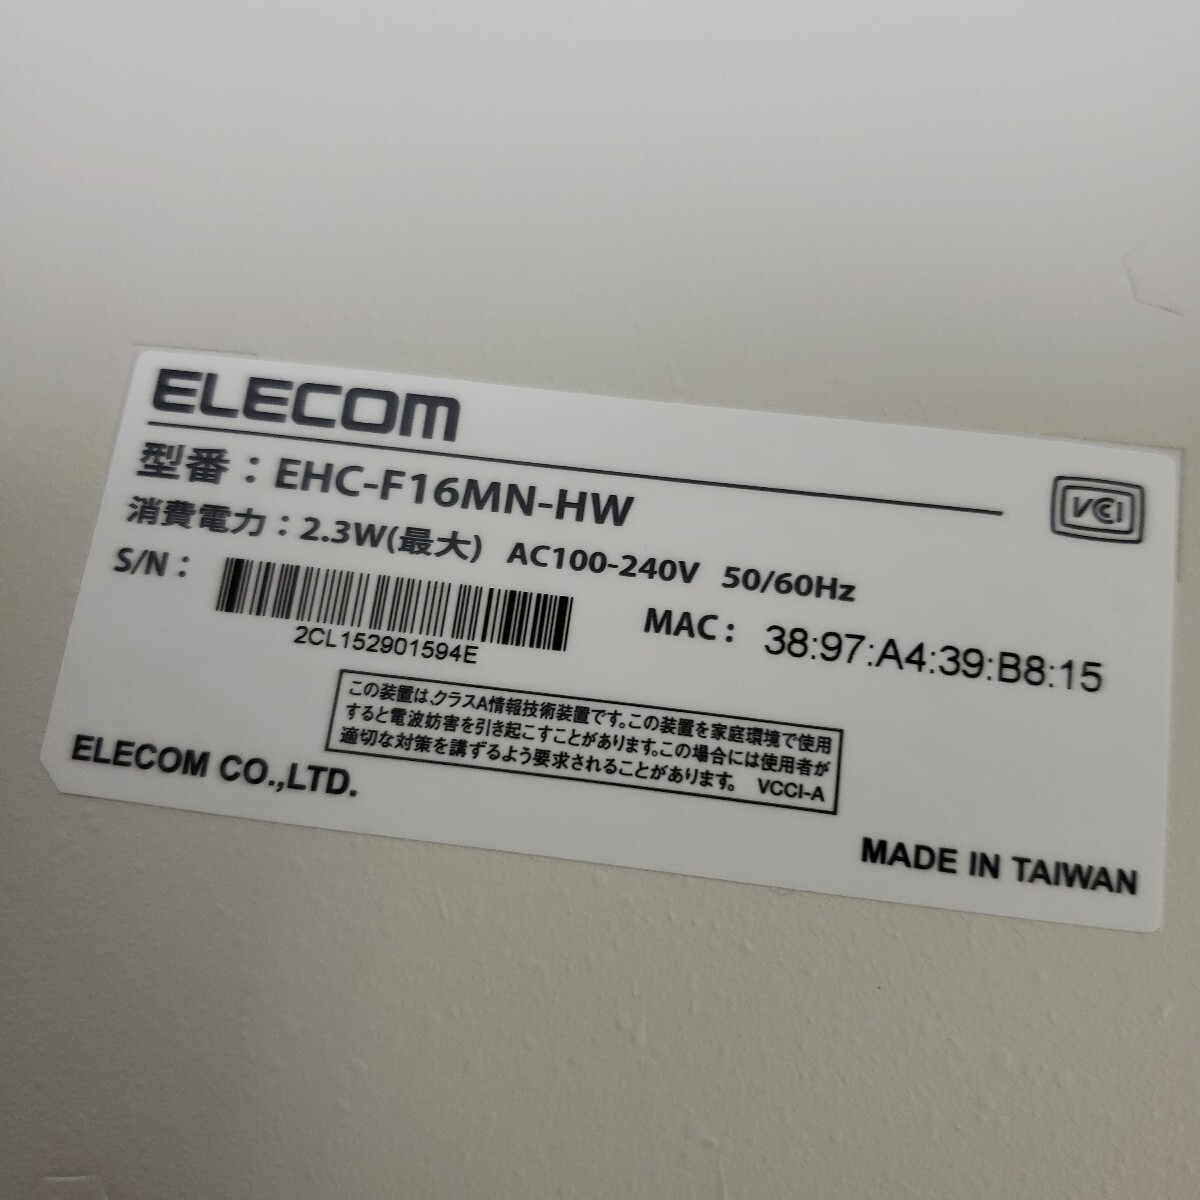 ELECOM
型番：EHC-F16MN-HW
消費電力：2.3W(最大) AC100-240V 50/60Hz
VCCI
S/N：
2CL152901594E
MAC： 38:97:A4:39:B8:15
この装置は､クラスA情報技術装置です｡この装置を家庭環境で使用
すると電波妨害を引き起こすことがあります｡この場合には使用者が
適切な対策を講ずるよう要求されることがあります。 VCCI-A
ELECOM CO.,LTD.
MADE IN TAIWAN